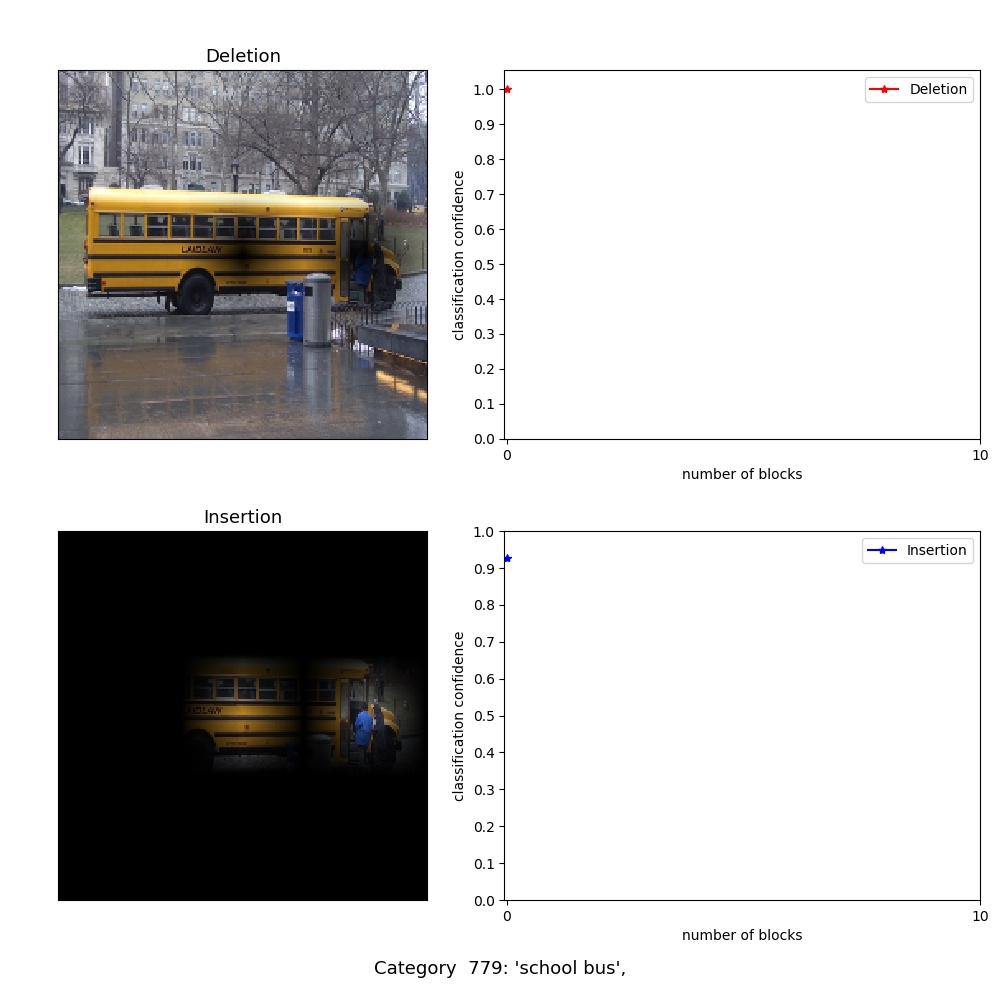 Deletion
1.0
0.9
0.8
0.7
0.6
0.5
0.4
0.3
0.2
0.1
0.0
classification confidence
Deletion
0
10
number of blocks
LAIDLAW
Insertion
1.0
0.9
0.8
0.7
0.6
0.5
0.4
0.3
0.2
0.1
0.0
classification confidence
Insertion
0
10
number of blocks
LAIDLAW
Category  779: 'school bus',